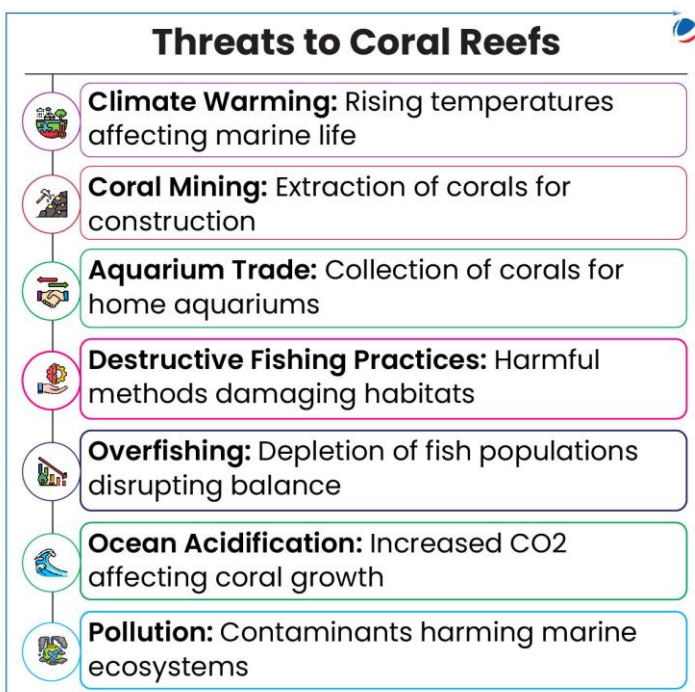 Threats to Coral Reefs
Climate Warming: Rising temperatures
affecting marine life
Coral Mining: Extraction of corals for
construction
Aquarium Trade: Collection of corals for
home aquariums
Destructive Fishing Practices: Harmful
methods damaging habitats
Overfishing: Depletion of fish populations
disrupting balance
Ocean Acidification: Increased CO2
affecting coral growth
Pollution: Contaminants harming marine
ecosystems